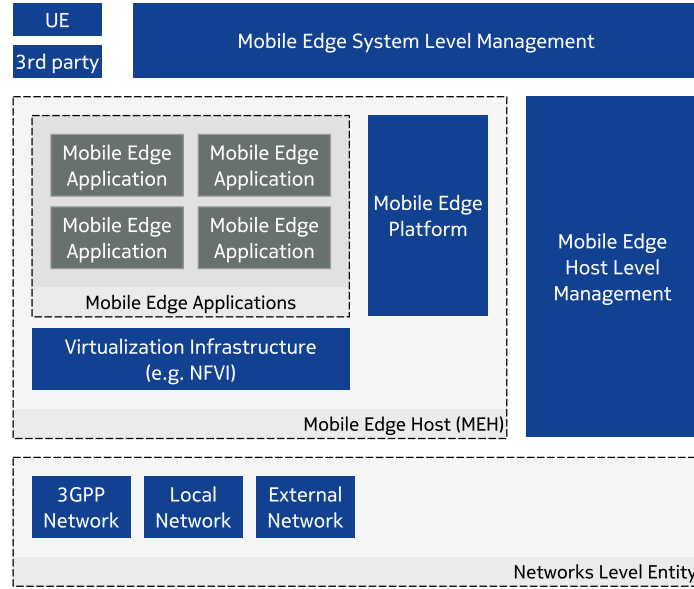 UE
Mobile Edge System Level Management
3rd party
Mobile Edge
Application
Mobile Edge
Application
Mobile Edge
Application
Mobile Edge
Application
Mobile Edge Applications
Mobile Edge
Platform
Mobile Edge
Host Level
Management
Virtualization Infrastructure
(e.g. NFVI)
Mobile Edge Host (MEH)
3GPP
Network
Local
Network
External
Network
Networks Level Entity